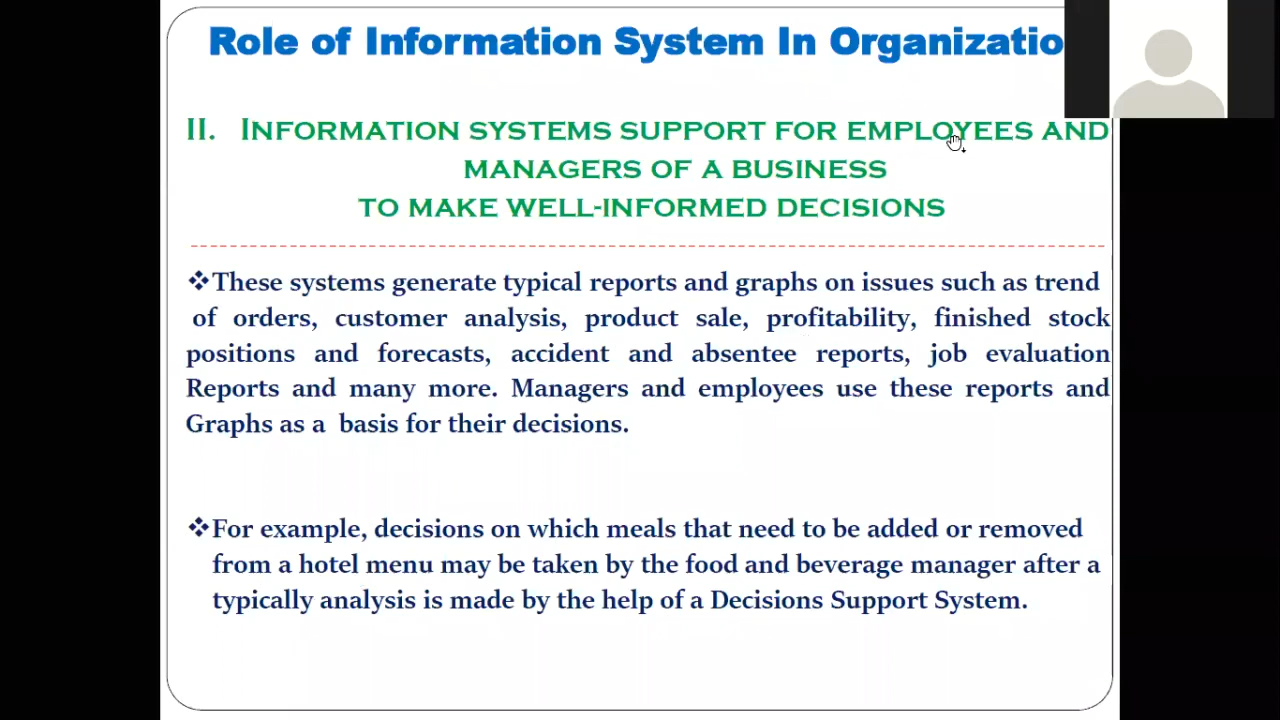 Role of Information System In Organizatio
II. INFORMATION SYSTEMS SUPPORT FOR EMPLOYEES AND
MANAGERS OF A BUSINESS
TO MAKE WELL-INFORMED DECISIONS
❖These systems generate typical reports and graphs on issues such as trend
of orders, customer analysis, product sale, profitability, finished stock
positions and forecasts, accident and absentee reports, job evaluation
Reports and many more. Managers and employees use these reports and
Graphs as a basis for their decisions.
❖For example, decisions on which meals that need to be added or removed
from a hotel menu may be taken by the food and beverage manager after a
typically analysis is made by the help of a Decisions Support System.